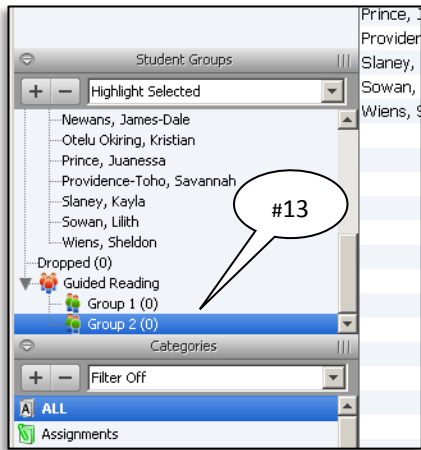 Student Groups
Highlight Selected
Newans, James-Dale
Otelu Okiring, Kristian
Prince, Juanessa
Providence-Toho, Savannah
Slaney, Kayla
Sowan, Lilith
Wiens, Sheldon
Dropped (0)
Guided Reading
Group 1 (0)
Group 2 (0)
#13
Categories
Filter Off
ALL
Assignments
Prince,
Providen
Slaney,
Sowan,
Wiens, S